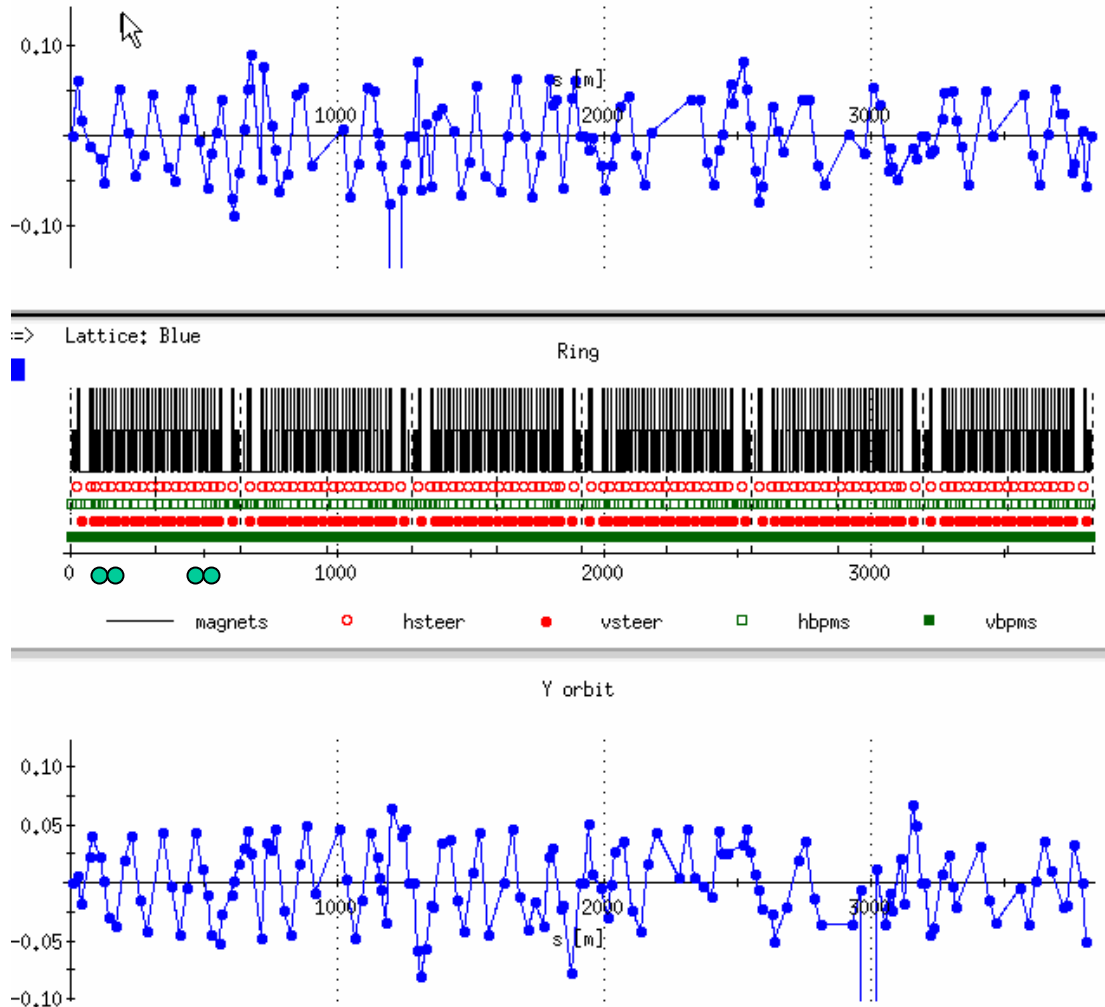 0.10
s [m]
1000 2000 3000
-0.10
=> Lattice: Blue
Ring
0 1000 2000 3000
magnets hsteer vsteer hbpms vbpms
Y orbit
0.10
0.05
1000 2000 3000
-0.05
s [m]
-0.10